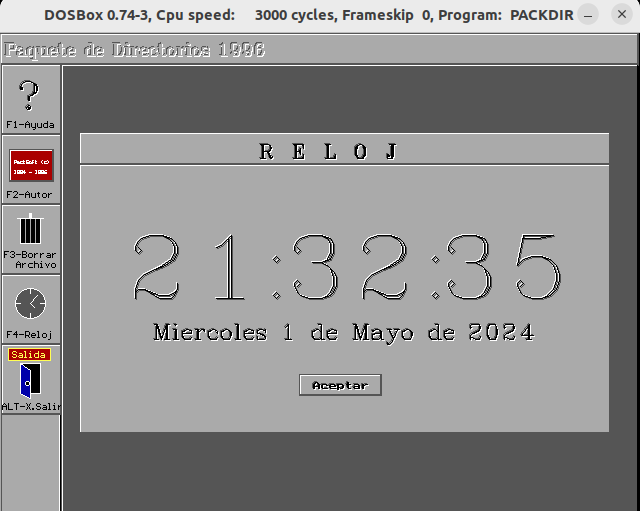 DOSBox 0.74-3, Cpu speed: 3000 cycles, Frameskip 0, Program: PACKDIR
Paquete de Directorios 1996
F1-Ayuda
PactSoft (c)
1994 - 1996
F2-Autor
F3-Borrar
Archivo
F4-Reloj
Salida
ALT-X.Salir
R E L O J
21:32:35
Miercoles 1 de Mayo de 2024
Aceptar